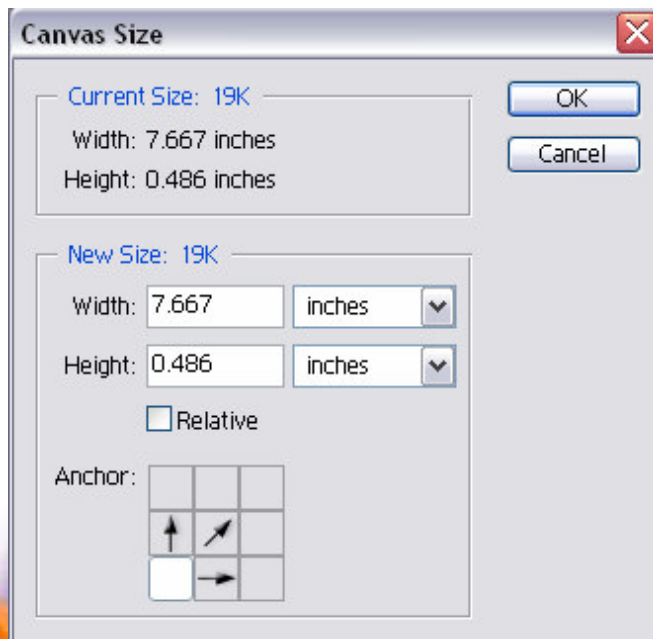 Canvas Size
Current Size: 19K
OK
Width: 7.667 inches
Cancel
Height: 0.486 inches
New Size: 19K
Width: 7.667 inches
Height: 0.486 inches
Relative
Anchor: